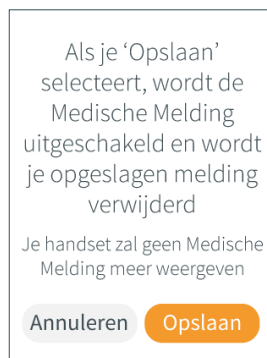 Als je ‘Opslaan’
selecteert, wordt de
Medische Melding
uitgeschakeld en wordt
je opgeslagen melding
verwijderd
Je handset zal geen Medische
Melding meer weergeven
Annuleren Opslaan